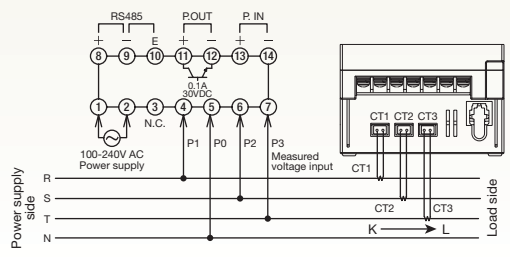 RS485 P.OUT P. IN
+ − E + − + −
8 9 10 11 12 13 14
0.1A
30VDC
1 2 3 4 5 6 7
N.C.
100-240V AC
Power supply
P1 P0 P2 P3
Measured
voltage input
CT1 CT2 CT3
CT1
CT2 CT3
R
S
T
N
Power supply
side
Load side
K L